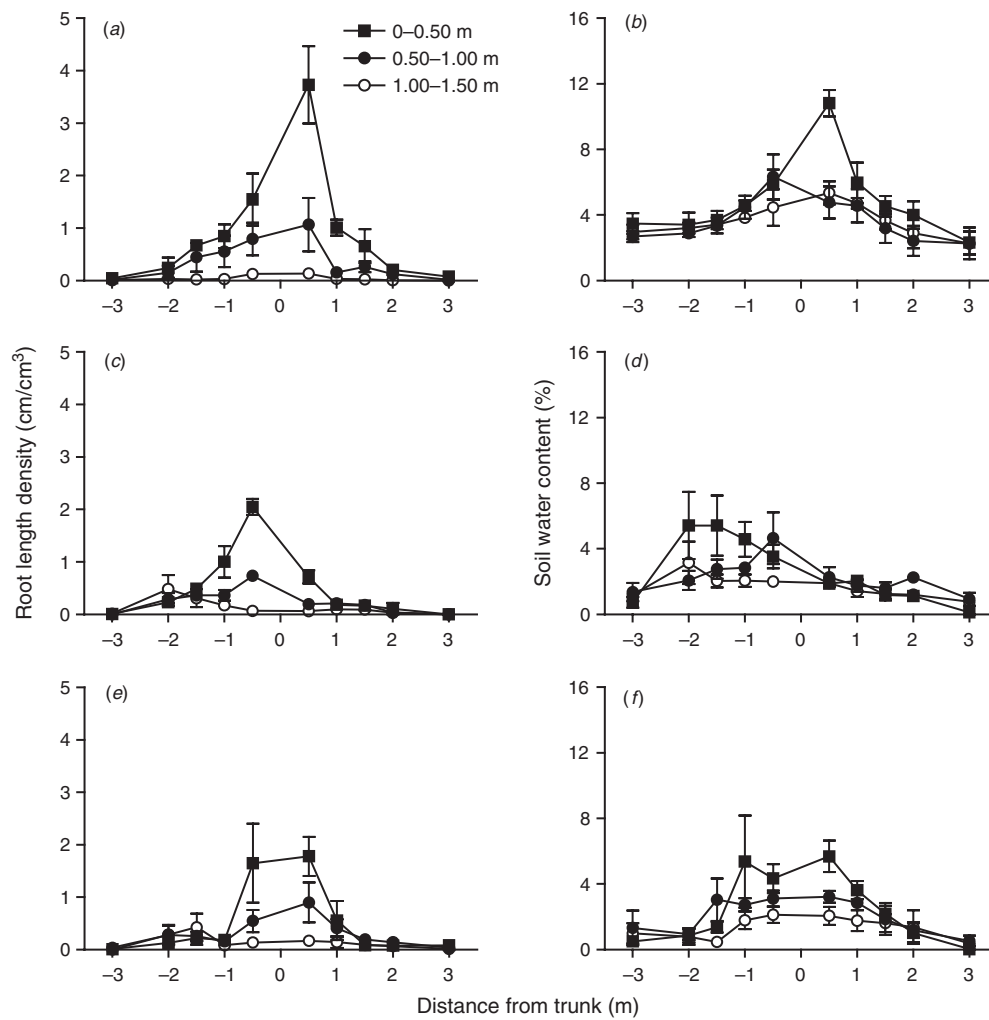 (a)
0–0.50 m
0.50–1.00 m
1.00–1.50 m
5
4
3
2
1
0
–3 –2 –1 0 1 2 3
(b)
16
12
8
4
0
–3 –2 –1 0 1 2 3
(c)
5
4
3
2
1
0
–3 –2 –1 0 1 2 3
(d)
16
12
8
4
0
–3 –2 –1 0 1 2 3
(e)
5
4
3
2
1
0
–3 –2 –1 0 1 2 3
(f)
16
12
8
4
0
–3 –2 –1 0 1 2 3
Root length density (cm/cm³)
Soil water content (%)
Distance from trunk (m)